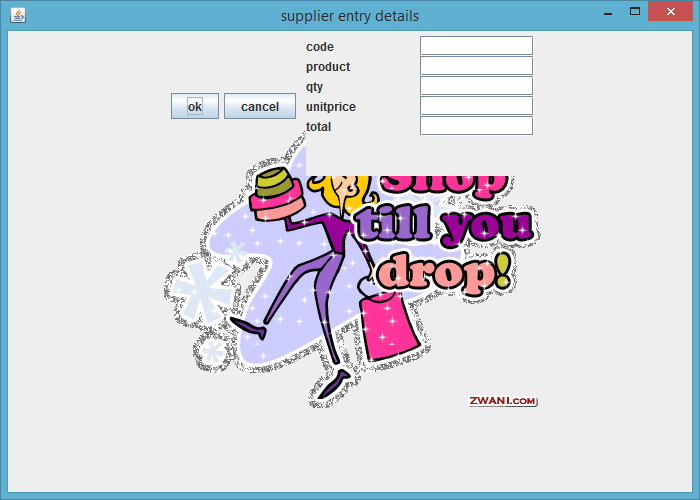 supplier entry details
code
product
qty
ok cancel unitprice
total
shop
till you
drop!
ZWANI.COM